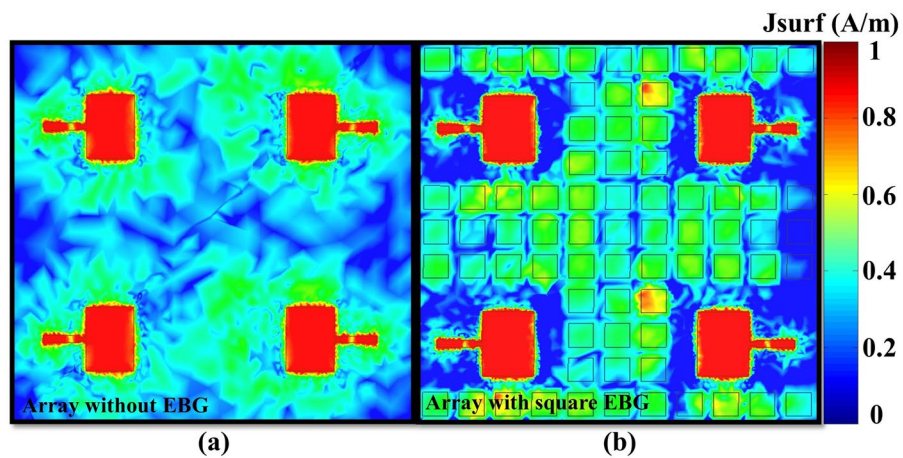 Jsurf (A/m)
1
0.8
0.6
0.4
0.2
0
Array without EBG
Array with square EBG
(a)
(b)